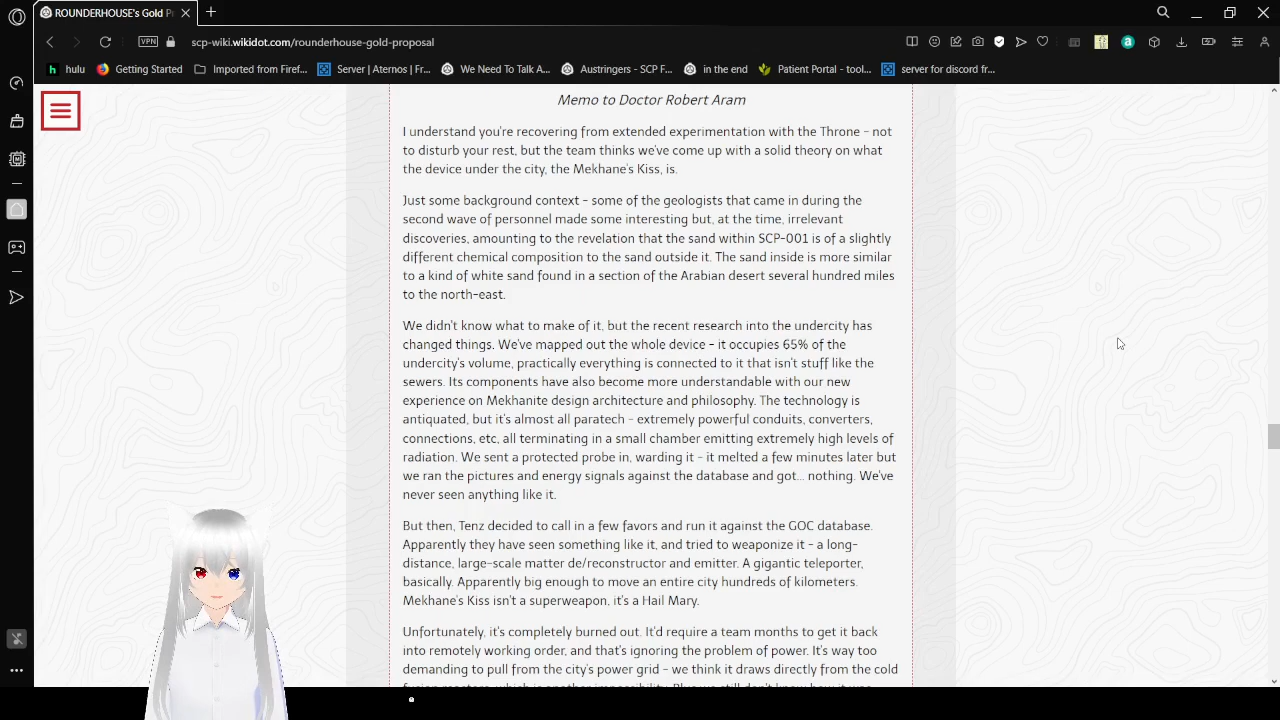 ROUNDERHOUSE's Gold P
VPN
scp-wiki.wikidot.com/rounderhouse-gold-proposal
hulu
Getting Started
Imported from Firef...
Server | Aternos | Fr...
We Need To Talk A...
Austringers - SCP F...
in the end
Patient Portal - tool...
server for discord fr...
Memo to Doctor Robert Aram
I understand you're recovering from extended experimentation with the Throne - not
to disturb your rest, but the team thinks we've come up with a solid theory on what
the device under the city, the Mekhane's Kiss, is.
Just some background context - some of the geologists that came in during the
second wave of personnel made some interesting but, at the time, irrelevant
discoveries, amounting to the revelation that the sand within SCP-001 is of a slightly
different chemical composition to the sand outside it. The sand inside is more similar
to a kind of white sand found in a section of the Arabian desert several hundred miles
to the north-east.
We didn't know what to make of it, but the recent research into the undercity has
changed things. We've mapped out the whole device - it occupies 65% of the
undercity's volume, practically everything is connected to it that isn't stuff like the
sewers. Its components have also become more understandable with our new
experience on Mekhanite design architecture and philosophy. The technology is
antiquated, but it's almost all paratech - extremely powerful conduits, converters,
connections, etc, all terminating in a small chamber emitting extremely high levels of
radiation. We sent a protected probe in, warding it - it melted a few minutes later but
we ran the pictures and energy signals against the database and got... nothing. We've
never seen anything like it.
But then, Tenz decided to call in a few favors and run it against the GOC database.
Apparently they have seen something like it, and tried to weaponize it - a long-
distance, large-scale matter de/reconstructor and emitter. A gigantic teleporter,
basically. Apparently big enough to move an entire city hundreds of kilometers.
Mekhane's Kiss isn't a superweapon, it's a Hail Mary.
Unfortunately, it's completely burned out. It'd require a team months to get it back
into remotely working order, and that's ignoring the problem of power. It's way too
demanding to pull from the city's power grid - we think it draws directly from the cold